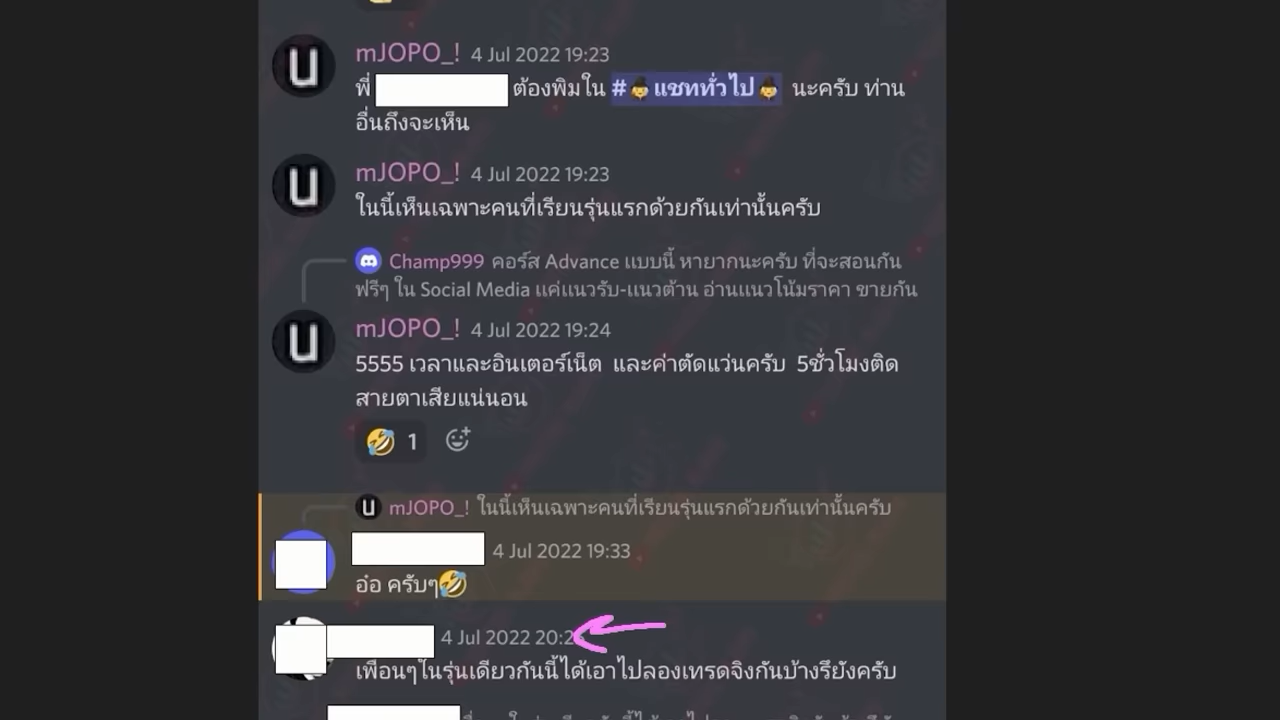 mJOPO_! 4 Jul 2022 19:23
พี่ ต้องพิมใน #แชททั่วไป นะครับ ท่าน
อื่นถึงจะเห็น
mJOPO_! 4 Jul 2022 19:23
ในนี้เห็นเฉพาะคนที่เรียนรุ่นแรกด้วยกันเท่านั้นครับ
Champ999 คอร์ส Advance แบบนี้ หายากนะครับ ที่จะสอนกัน
ฟรีๆ ใน Social Media แค่แนวรับ-แนวต้าน อ่านแนวโน้มราคา ขายกัน
mJOPO_! 4 Jul 2022 19:24
5555 เวลาและอินเตอร์เน็ต และค่าตัดแว่นครับ 5ชั่วโมงติด
สายตาเสียแน่นอน
1
mJOPO_! ในนี้เห็นเฉพาะคนที่เรียนรุ่นแรกด้วยกันเท่านั้นครับ
4 Jul 2022 19:33
อ๋อ ครับๆ
4 Jul 2022
เพื่อนๆในรุ่นเดียวกันนี้ได้เอาไปลองเทรดจิงกันบ้างรึยังครับ